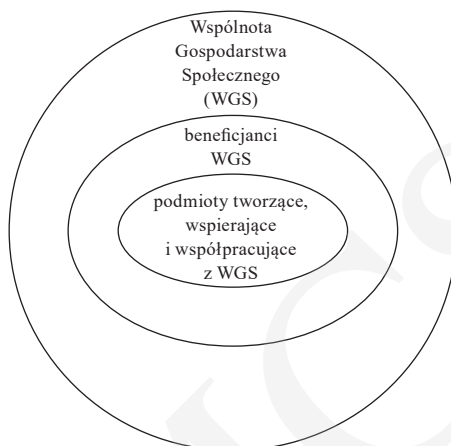 Wspólnota
Gospodarstwa
Społecznego
(WGS)
beneficjanci
WGS
podmioty tworzące,
wspierające
i współpracujące
z WGS